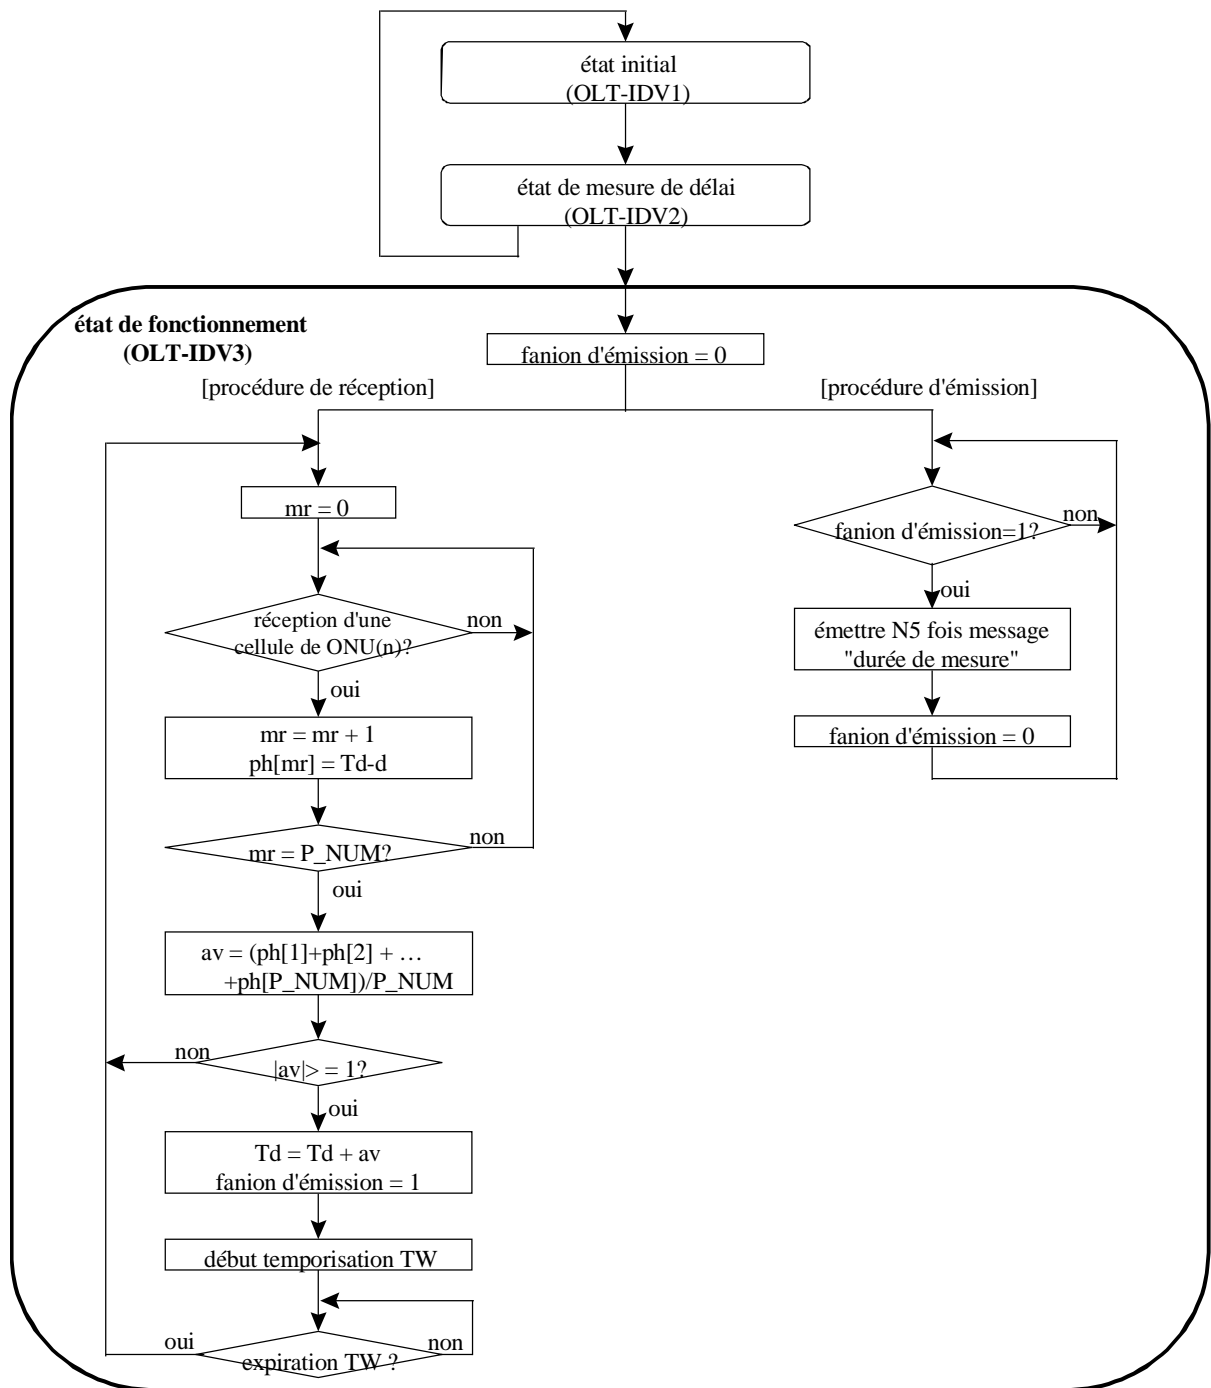 état initial
(OLT-IDV1)
état de mesure de délai
(OLT-IDV2)
état de fonctionnement
(OLT-IDV3)
fanion d'émission = 0
[procédure de réception]
[procédure d'émission]
mr = 0
fanion d'émission=1?
non
oui
émettre N5 fois message
"durée de mesure"
fanion d'émission = 0
réception d'une
cellule de ONU(n)?
non
oui
mr = mr + 1
ph[mr] = Td-d
mr = P_NUM?
non
oui
av = (ph[1]+ph[2] + …
+ph[P_NUM])/P_NUM
non
|av|> = 1?
oui
Td = Td + av
fanion d'émission = 1
début temporisation TW
oui
expiration TW ?
non